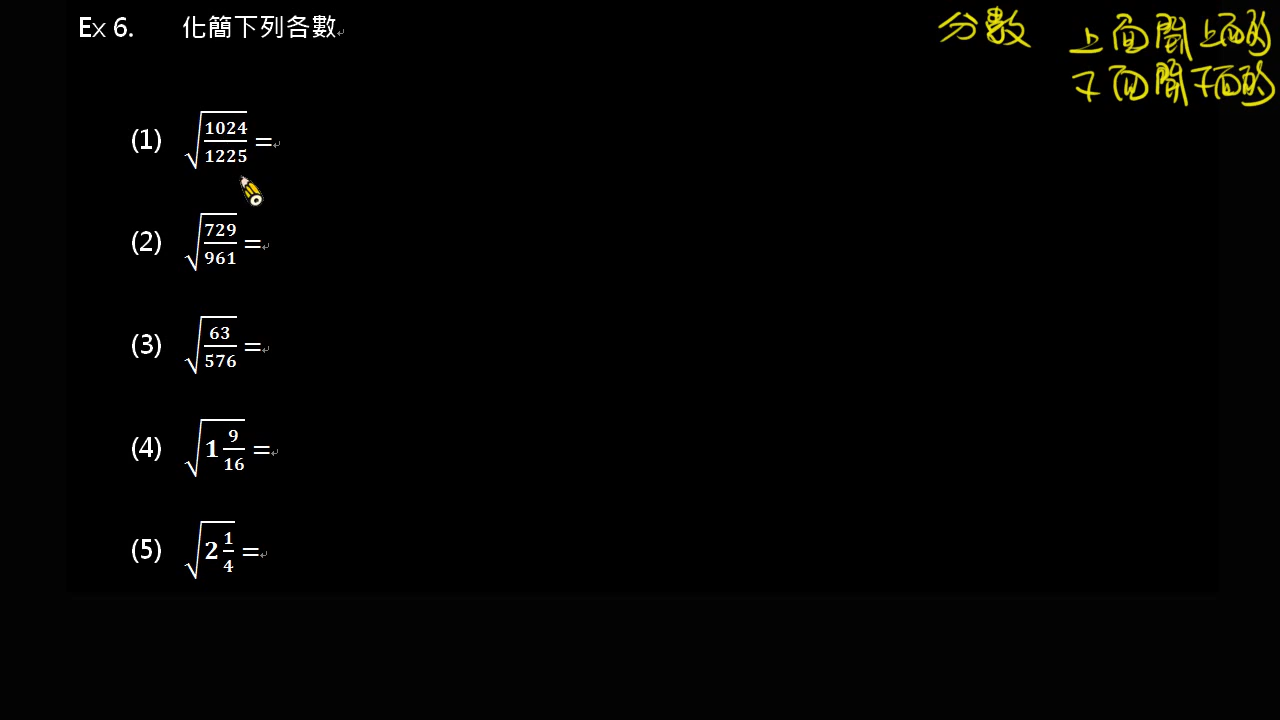 Ex 6. 化簡下列各數
分數 上面開上面的
下面開下面的
(1) √(1024/1225) =
(2) √(729/961) =
(3) √(63/576) =
(4) √(1 9/16) =
(5) √(2 1/4) =